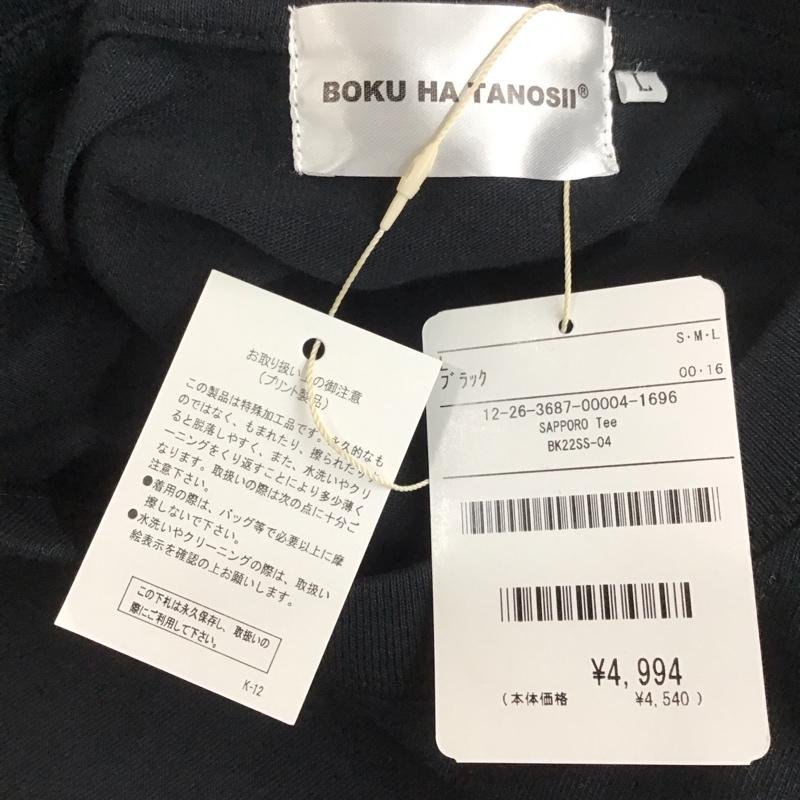 BOKU HA TANOSII®
L
お取り扱い上の御注意
(プリント製品)
この製品は特殊加工品です。永久的なも
のではなく、もまれたり、擦られたり
ると脱落しやすく、また、水洗いやクリ
ーニングをくり返すことにより多少薄く
なります。取扱いの際は次の点に十分ご
注意下さい。
●着用の際は、バッグ等で必要以上に摩
擦しないで下さい。
●水洗いやクリーニングの際は、取扱い
絵表示を確認の上お願いします。
この下札は永久保存し、取扱いの
際にご利用して下さい。
K-12
S・M・L
ブラック
00・16
12-26-3687-00004-1696
SAPPORO Tee
BK22SS-04
¥4,994
(本体価格 ¥4,540)